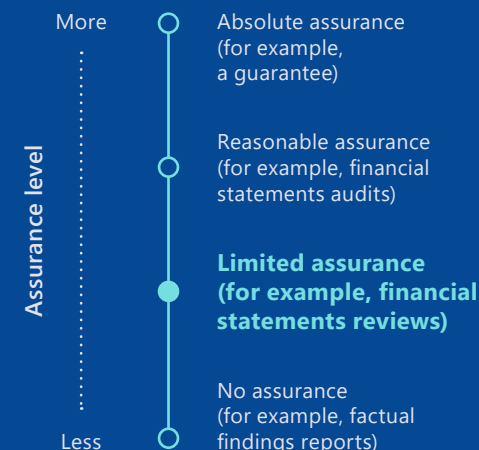 More
Absolute assurance
(for example,
a guarantee)
Assurance level
Reasonable assurance
(for example, financial
statements audits)
Limited assurance
(for example, financial
statements reviews)
No assurance
(for example, factual
findings reports)
Less